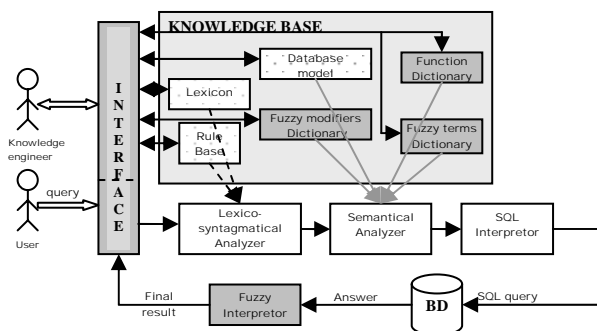 KNOWLEDGE BASE
Database
model
Function
Dictionary
Lexicon
Fuzzy modifiers
Dictionary
Fuzzy terms
Dictionary
Rule
Base
INTERFACE
Knowledge
engineer
query
User
Lexico-
syntagmatical
Analyzer
Semantical
Analyzer
SQL
Interpretor
Final
result
Fuzzy
Interpretor
Answer
BD
SQL query